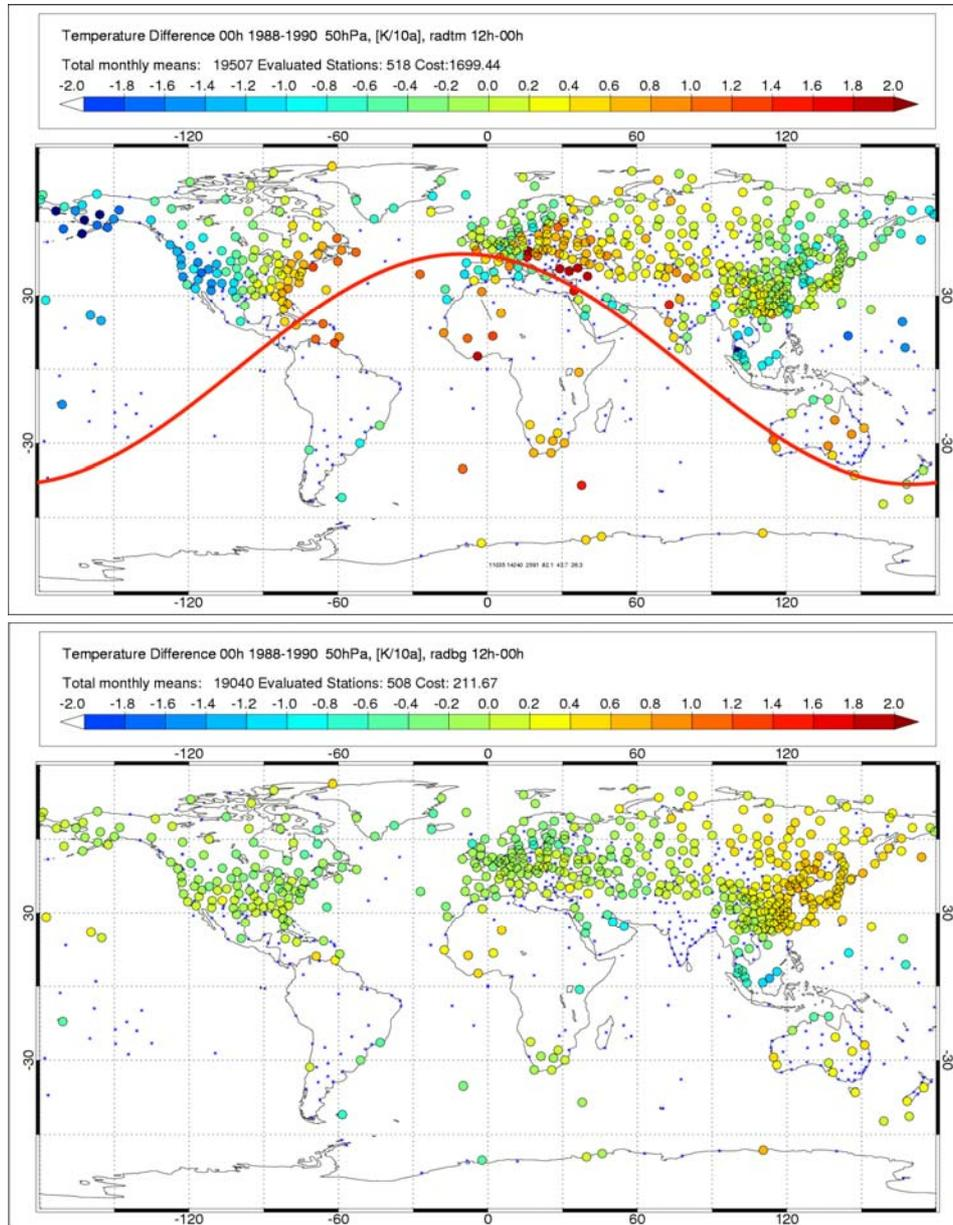 Temperature Difference 00h 1988-1990 50hPa, [K/10a], radtm 12h-00h
Total monthly means: 19507 Evaluated Stations: 518 Cost:1699.44
-2.0 -1.8 -1.6 -1.4 -1.2 -1.0 -0.8 -0.6 -0.4 -0.2 0.0 0.2 0.4 0.6 0.8 1.0 1.2 1.4 1.6 1.8 2.0
-120 -60 0 60 120
30 30
-30 -30
-120 -60 0 60 120
Temperature Difference 00h 1988-1990 50hPa, [K/10a], radbg 12h-00h
Total monthly means: 19040 Evaluated Stations: 508 Cost: 211.67
-2.0 -1.8 -1.6 -1.4 -1.2 -1.0 -0.8 -0.6 -0.4 -0.2 0.0 0.2 0.4 0.6 0.8 1.0 1.2 1.4 1.6 1.8 2.0
-120 -60 0 60 120
30 30
-30 -30
-120 -60 0 60 120